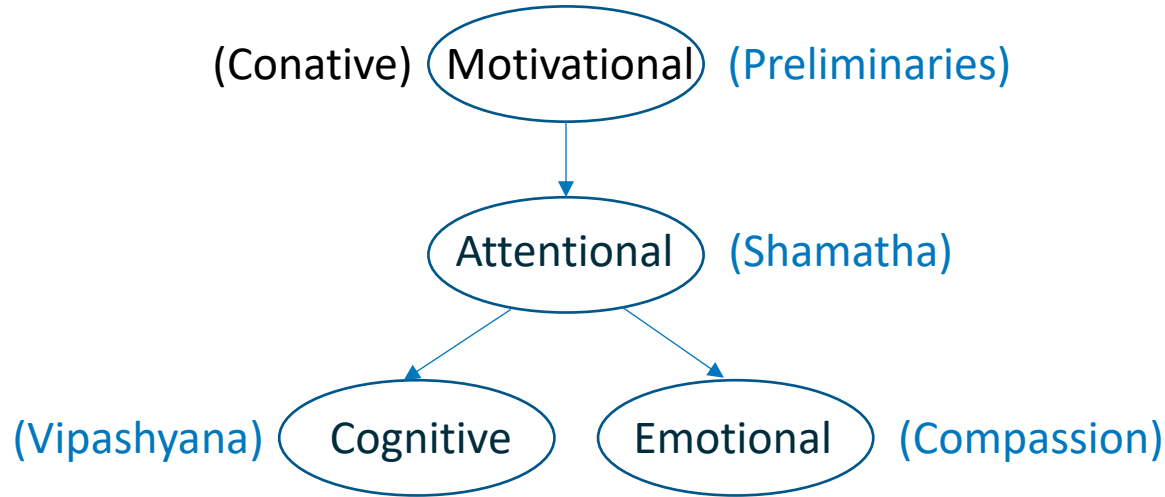 (Conative) Motivational (Preliminaries)
Attentional (Shamatha)
(Vipashyana) Cognitive Emotional (Compassion)